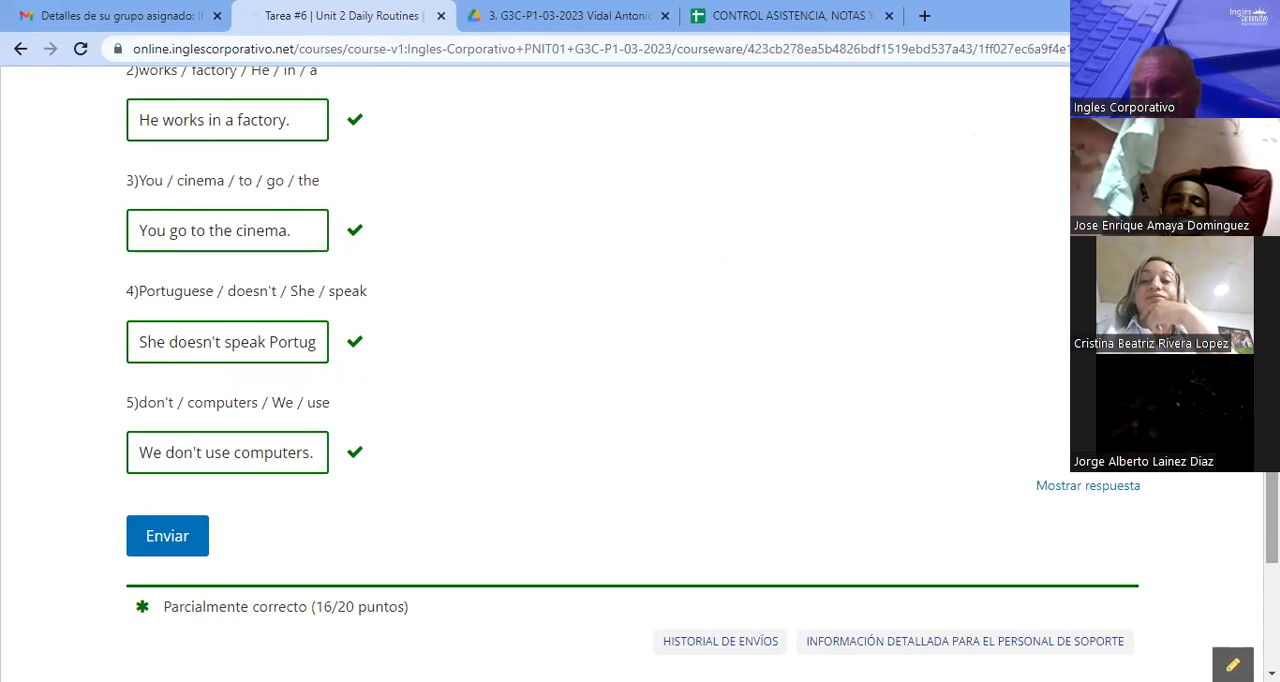 Detalles de su grupo asignado: I
Tarea #6 | Unit 2 Daily Routines |
3. G3C-P1-03-2023 Vidal Antonio
CONTROL ASISTENCIA, NOTAS Y
online.inglescorporativo.net/courses/course-v1:Ingles-Corporativo+PNIT01+G3C-P1-03-2023/courseware/423cb278ea5b4826bdf1519ebd537a43/1ff027ec6a9f4e1
2)works / factory / He / in / a
He works in a factory.
3)You / cinema / to / go / the
You go to the cinema.
4)Portuguese / doesn't / She / speak
She doesn't speak Portug
5)don't / computers / We / use
We don't use computers.
Mostrar respuesta
Enviar
Parcialmente correcto (16/20 puntos)
HISTORIAL DE ENVÍOS
INFORMACIÓN DETALLADA PARA EL PERSONAL DE SOPORTE
Ingles
corporativo
Ingles Corporativo
Jose Enrique Amaya Dominguez
Cristina Beatriz Rivera Lopez
Jorge Alberto Lainez Diaz